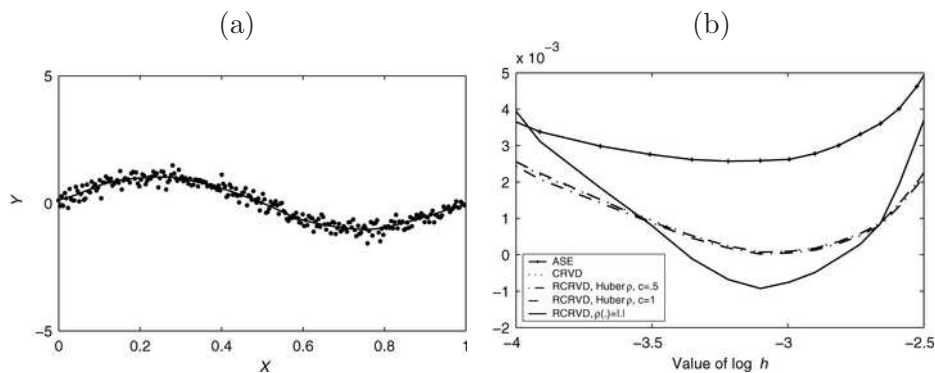 (a)
(b)
5
0
−5
Y
0
0.2
0.4
0.6
0.8
1
X
x 10−3
5
4
3
2
1
0
−1
−2
−4
−3.5
−3
−2.5
Value of log h
ASE
CRVD
RCRVD, Huber ρ, c=.5
RCRVD, Huber ρ, c=1
RCRVD, ρ(.)=|.|